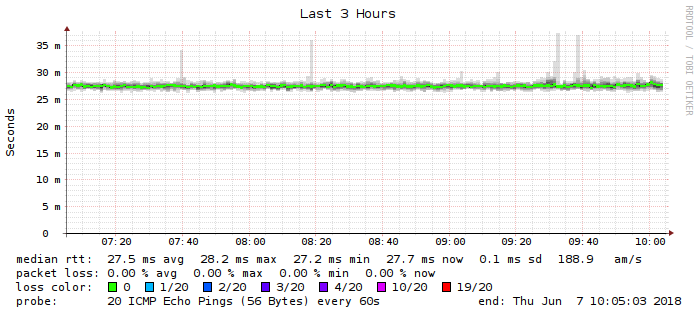 Last 3 Hours
RRDTOOL / TOBI OETIKER
Seconds
35 m
30 m
25 m
20 m
15 m
10 m
5 m
0
07:20 07:40 08:00 08:20 08:40 09:00 09:20 09:40 10:00
median rtt: 27.5 ms avg 28.2 ms max 27.2 ms min 27.7 ms now 0.1 ms sd 188.9 am/s
packet loss: 0.00 % avg 0.00 % max 0.00 % min 0.00 % now
loss color: 0 1/20 2/20 3/20 4/20 10/20 19/20
probe: 20 ICMP Echo Pings (56 Bytes) every 60s end: Thu Jun 7 10:05:03 2018